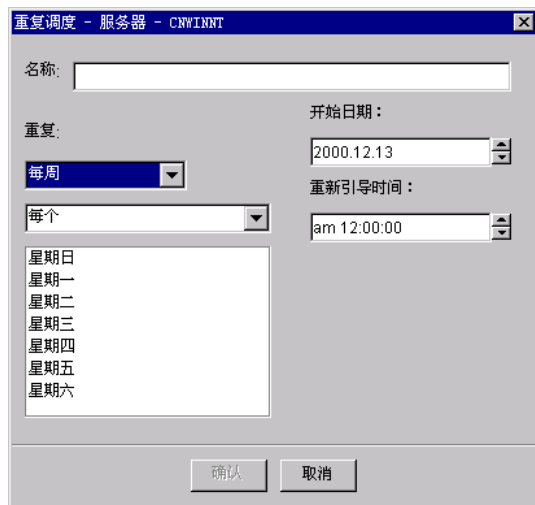 重复调度 - 服务器 - CNWINNT
名称:
重复:
每周
每个
星期日
星期一
星期二
星期三
星期四
星期五
星期六
开始日期：
2000.12.13
重新引导时间：
am 12:00:00
确认
取消